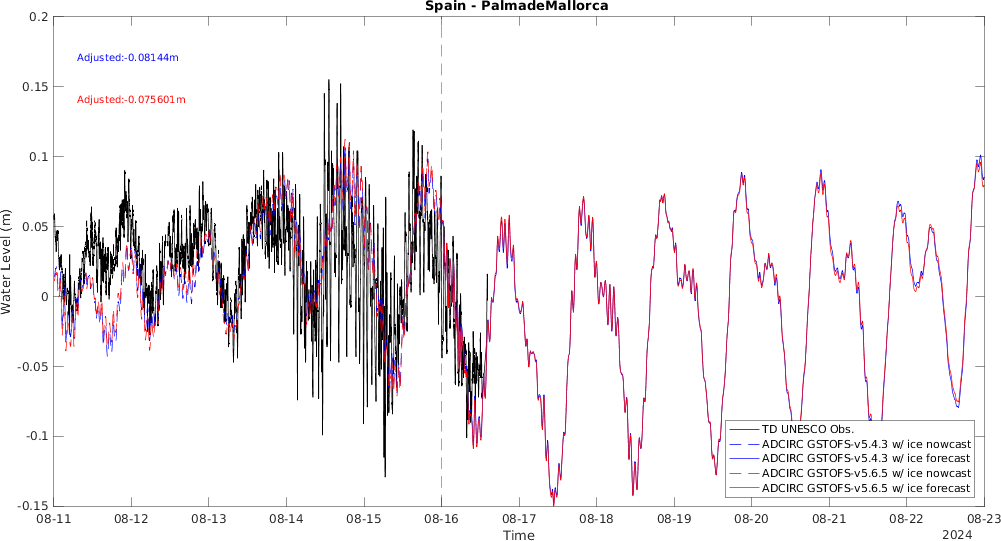 Spain - PalmadeMallorca
Adjusted:-0.08144m
Adjusted:-0.075601m
Water Level (m)
0.2
0.15
0.1
0.05
0
-0.05
-0.1
-0.15
TD UNESCO Obs.
ADCIRC GSTOFS-v5.4.3 w/ ice nowcast
ADCIRC GSTOFS-v5.4.3 w/ ice forecast
ADCIRC GSTOFS-v5.6.5 w/ ice nowcast
ADCIRC GSTOFS-v5.6.5 w/ ice forecast
08-11 08-12 08-13 08-14 08-15 08-16 08-17 08-18 08-19 08-20 08-21 08-22 08-23
Time
2024